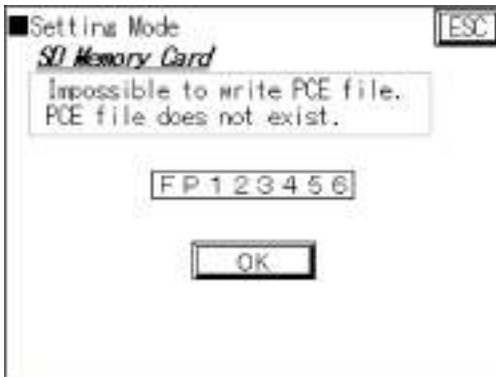 ■Setting Mode
ESC
SD Memory Card
Impossible to write PCE file.
PCE file does not exist.
FP123456
OK